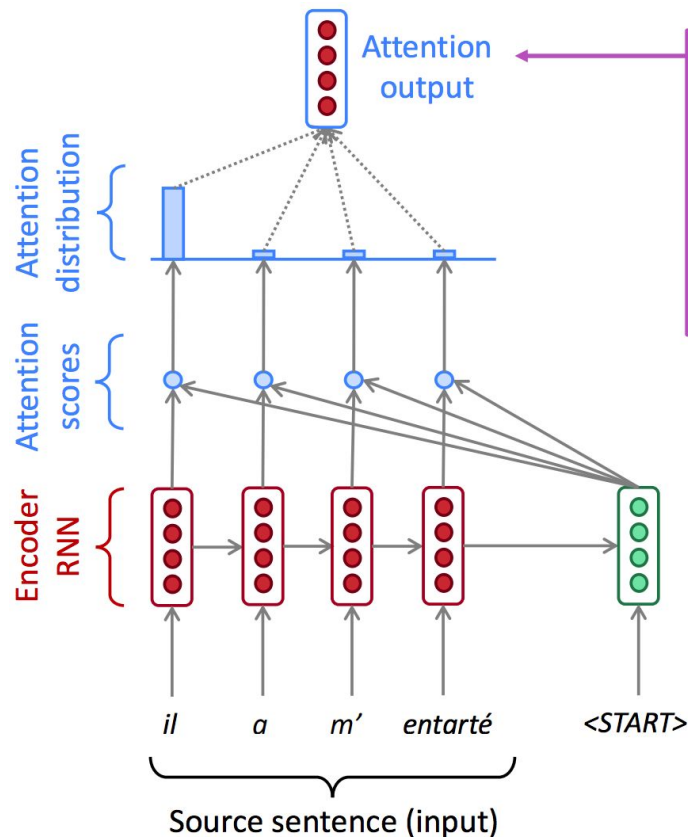 Attention
output
Attention
distribution
Attention
scores
Encoder
RNN
il a m’ entarté <START>
Source sentence (input)